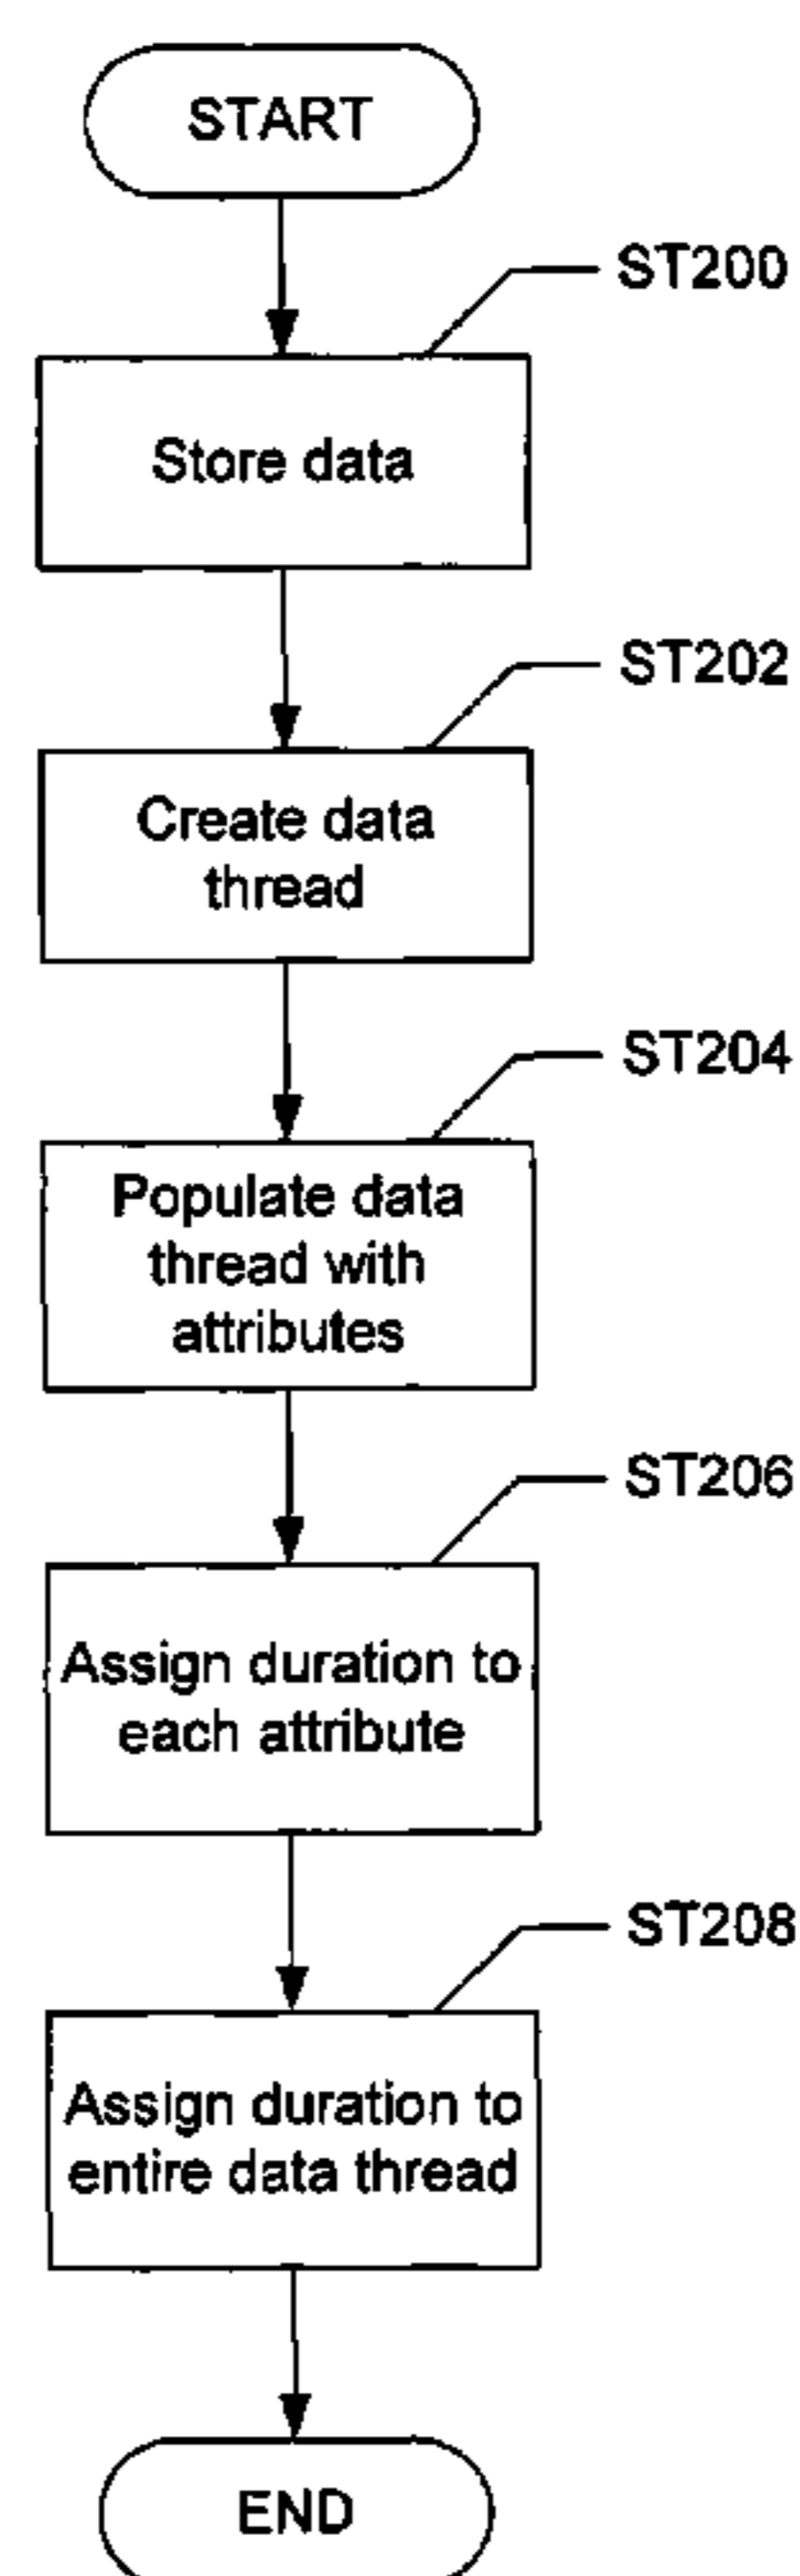 START
ST200
Store data
ST202
Create data
thread
ST204
Populate data
thread with
attributes
ST206
Assign duration to
each attribute
ST208
Assign duration to
entire data thread
END